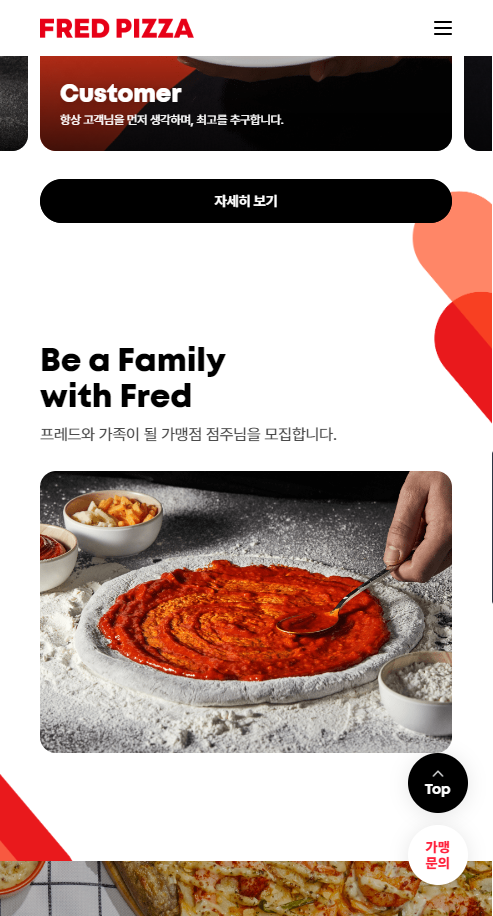 FRED PIZZA
Customer
항상 고객님을 먼저 생각하며, 최고를 추구합니다.
자세히 보기
Be a Family
with Fred
프레드와 가족이 될 가맹점 점주님을 모집합니다.
Top
가맹
문의